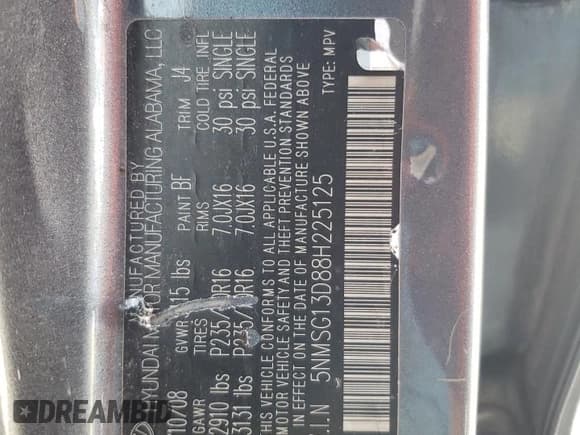 MANUFACTURED BY
HYUNDAI MOTOR MANUFACTURING ALABAMA, LLC
GVWR 15 lbs PAINT BF TRIM J4
GAWR TIRES RIMS COLD TIRE INFL
2910 lbs P235/ R16 7.0JX16 30 psi SINGLE
3131 lbs R16 7.0JX16 30 psi SINGLE
THIS VEHICLE CONFORMS TO ALL APPLICABLE U.S.A. FEDERAL
MOTOR VEHICLE SAFETY AND THEFT PREVENTION STANDARDS
IN EFFECT ON THE DATE OF MANUFACTURE SHOWN ABOVE
V.I.N 5NMSG13D88H225125
TYPE: MPV
DREAMBID